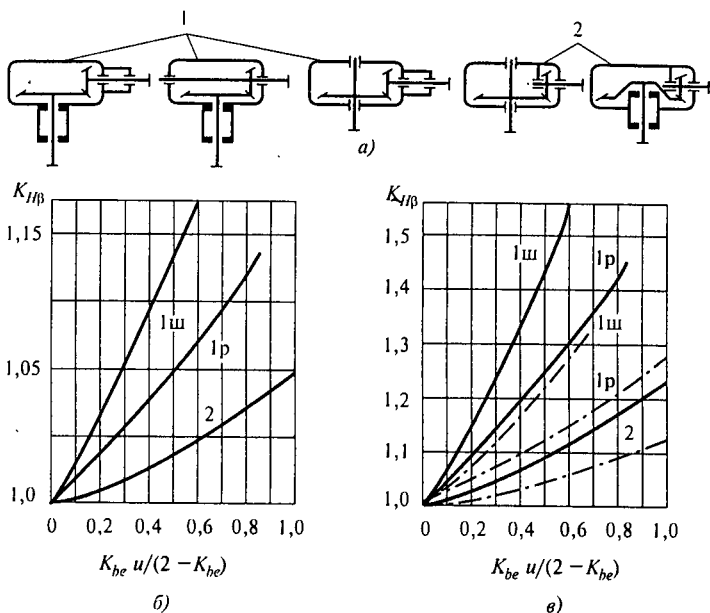 1
2
а)
K_Hβ
1,15
1,05
1,0
1ш
1р
2
0 0,2 0,4 0,6 0,8 1,0
K_be u/(2 − K_be)
б)
K_Hβ
1,5
1,4
1,3
1,2
1,1
1,0
1ш
1р
1ш
1р
2
0 0,2 0,4 0,6 0,8 1,0
K_be u/(2 − K_be)
в)